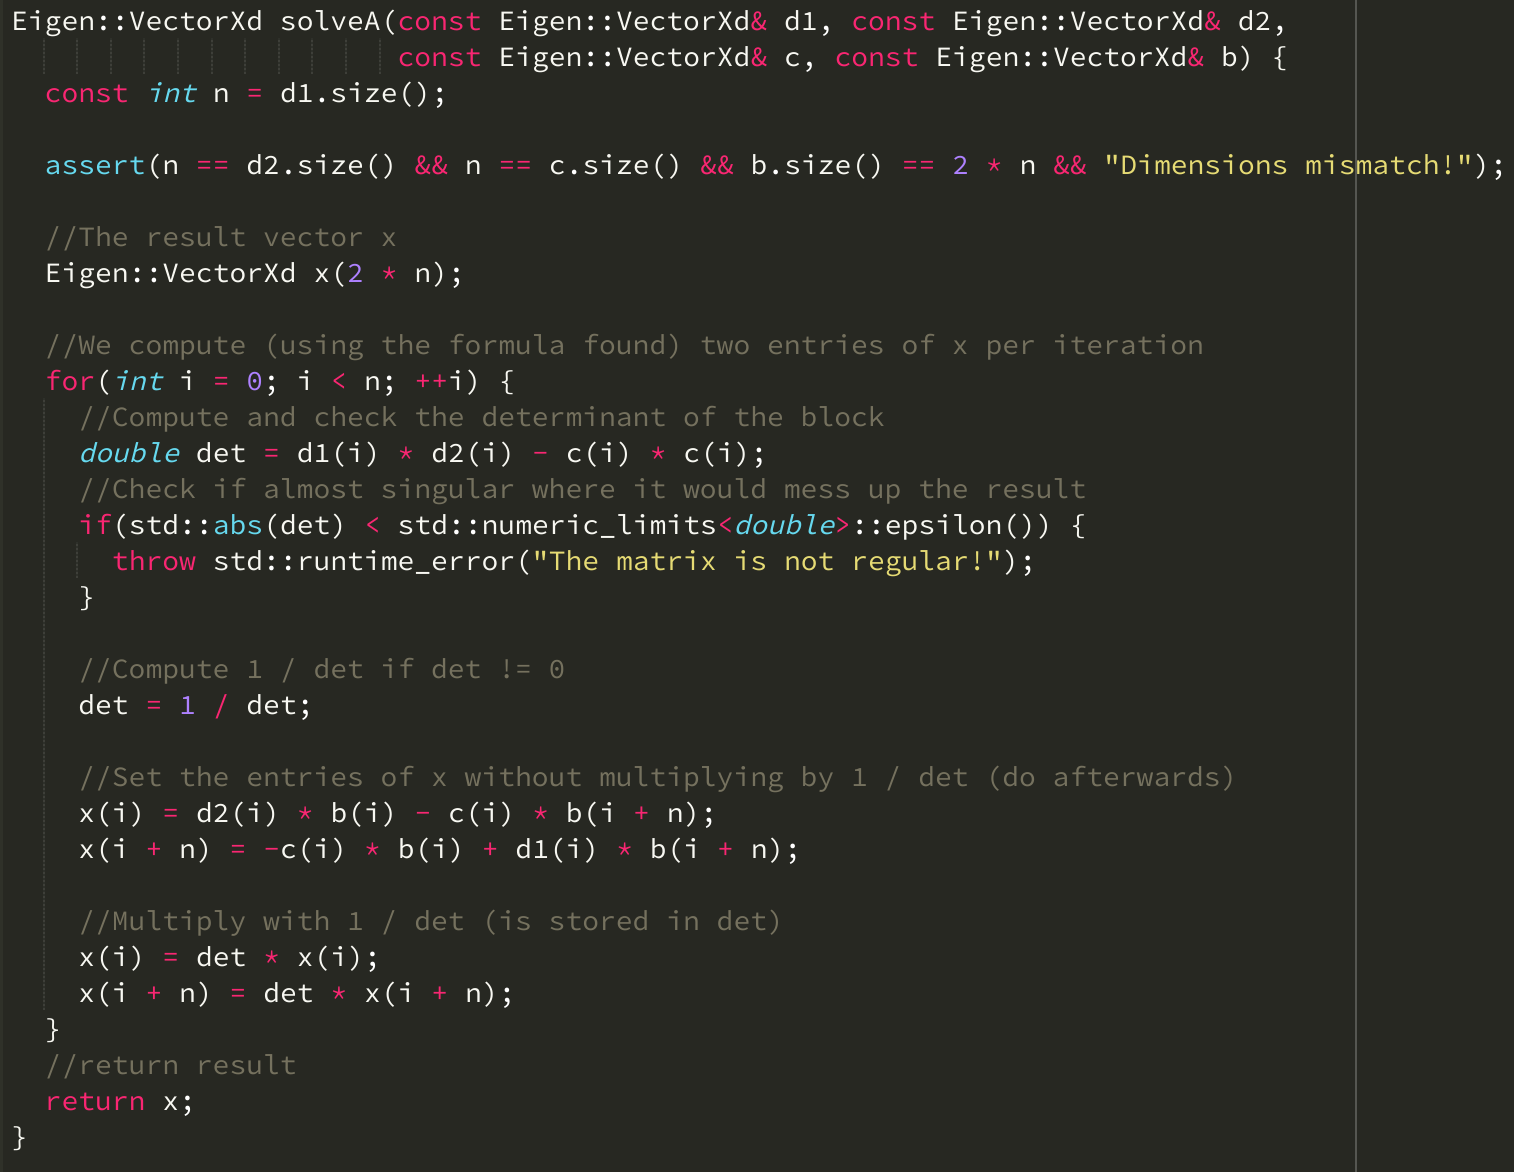 Eigen::VectorXd solveA(const Eigen::VectorXd& d1, const Eigen::VectorXd& d2,
                       const Eigen::VectorXd& c, const Eigen::VectorXd& b) {
  const int n = d1.size();

  assert(n == d2.size() && n == c.size() && b.size() == 2 * n && "Dimensions mismatch!");

  //The result vector x
  Eigen::VectorXd x(2 * n);

  //We compute (using the formula found) two entries of x per iteration
  for(int i = 0; i < n; ++i) {
    //Compute and check the determinant of the block
    double det = d1(i) * d2(i) - c(i) * c(i);
    //Check if almost singular where it would mess up the result
    if(std::abs(det) < std::numeric_limits<double>::epsilon()) {
      throw std::runtime_error("The matrix is not regular!");
    }

    //Compute 1 / det if det != 0
    det = 1 / det;

    //Set the entries of x without multiplying by 1 / det (do afterwards)
    x(i) = d2(i) * b(i) - c(i) * b(i + n);
    x(i + n) = -c(i) * b(i) + d1(i) * b(i + n);

    //Multiply with 1 / det (is stored in det)
    x(i) = det * x(i);
    x(i + n) = det * x(i + n);
  }
  //return result
  return x;
}